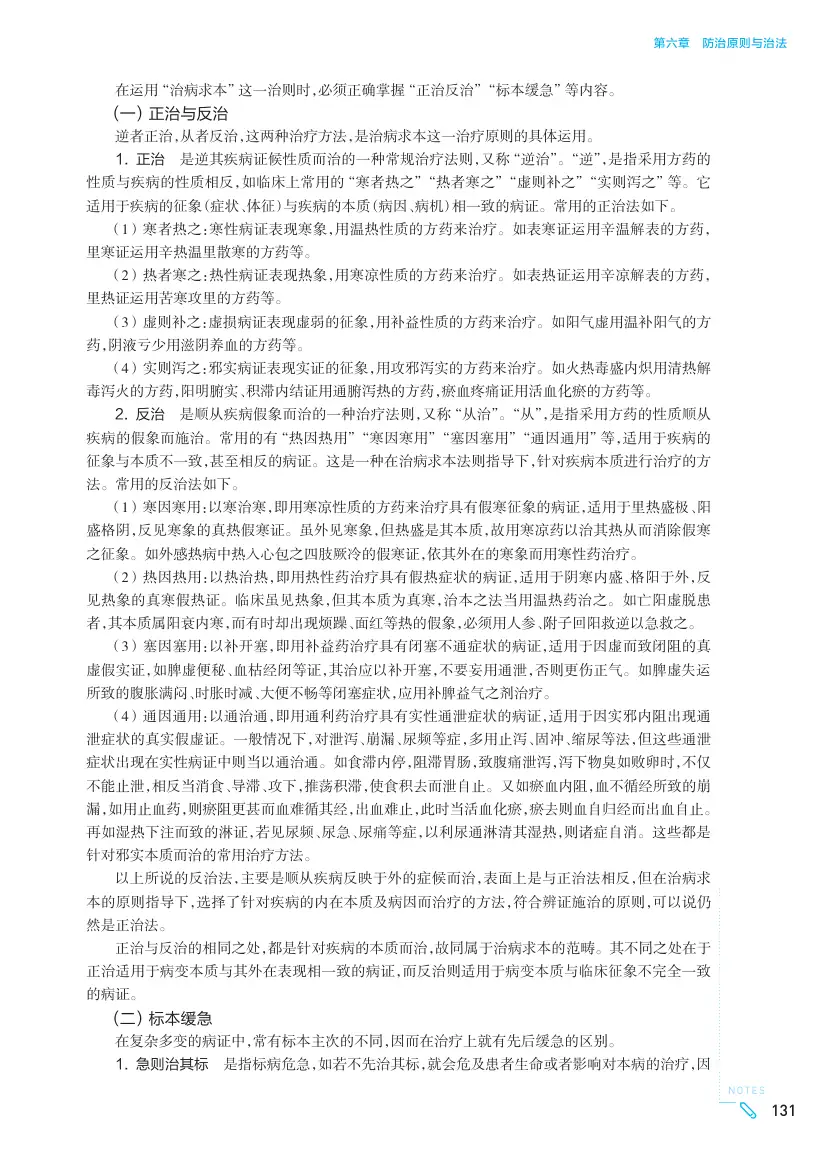 第六章 防治原则与治法
在运用“治病求本”这一治则时,必须正确掌握“正治反治”“标本缓急”等内容。
(一)正治与反治
逆者正治,从者反治,这两种治疗方法,是治病求本这一治疗原则的具体运用。
1. 正治 是逆其疾病证候性质而治的一种常规治疗法则,又称“逆治”。“逆”,是指采用方药的
性质与疾病的性质相反,如临床上常用的“寒者热之”“热者寒之”“虚则补之”“实则泻之”等。它
适用于疾病的征象(症状、体征)与疾病的本质(病因、病机)相一致的病证。常用的正治法如下。
(1)寒者热之:寒性病证表现寒象,用温热性质的方药来治疗。如表寒证运用辛温解表的方药,
里寒证运用辛热温里散寒的方药等。
(2)热者寒之:热性病证表现热象,用寒凉性质的方药来治疗。如表热证运用辛凉解表的方药,
里热证运用苦寒攻里的方药等。
(3)虚则补之:虚损病证表现虚弱的征象,用补益性质的方药来治疗。如阳气虚用温补阳气的方
药,阴液亏少用滋阴养血的方药等。
(4)实则泻之:邪实病证表现实证的征象,用攻邪泻实的方药来治疗。如火热毒盛内炽用清热解
毒泻火的方药,阳明腑实、积滞内结证用通腑泻热的方药,瘀血疼痛证用活血化瘀的方药等。
2. 反治 是顺从疾病假象而治的一种治疗法则,又称“从治”。“从”,是指采用方药的性质顺从
疾病的假象而施治。常用的有“热因热用”“寒因寒用”“塞因塞用”“通因通用”等,适用于疾病的
征象与本质不一致,甚至相反的病证。这是一种在治病求本法则指导下,针对疾病本质进行治疗的方
法。常用的反治法如下。
(1)寒因寒用:以寒治寒,即用寒凉性质的方药来治疗具有假寒征象的病证,适用于里热盛极、阳
盛格阴,反见寒象的真热假寒证。虽外见寒象,但热盛是其本质,故用寒凉药以治其热从而消除假寒
之征象。如外感热病中热入心包之四肢厥冷的假寒证,依其外在的寒象而用寒性药治疗。
(2)热因热用:以热治热,即用热性药治疗具有假热症状的病证,适用于阴寒内盛、格阳于外,反
见热象的真寒假热证。临床虽见热象,但其本质为真寒,治本之法当用温热药治之。如亡阳虚脱患
者,其本质属阳衰内寒,而有时却出现烦躁、面红等热的假象,必须用人参、附子回阳救逆以急救之。
(3)塞因塞用:以补开塞,即用补益药治疗具有闭塞不通症状的病证,适用于因虚而致闭阻的真
虚假实证,如脾虚便秘、血枯经闭等证,其治应以补开塞,不要妄用通泄,否则更伤正气。如脾虚失运
所致的腹胀满闷、时胀时减、大便不畅等闭塞症状,应用补脾益气之剂治疗。
(4)通因通用:以通治通,即用通利药治疗具有实性通泄症状的病证,适用于因实邪内阻出现通
泄症状的真实假虚证。一般情况下,对泄泻、崩漏、尿频等症,多用止泻、固冲、缩尿等法,但这些通泄
症状出现在实性病证中则当以通治通。如食滞内停,阻滞胃肠,致腹痛泄泻,泻下物臭如败卵时,不仅
不能止泄,相反当消食、导滞、攻下,推荡积滞,使食积去而泄自止。又如瘀血内阻,血不循经所致的崩
漏,如用止血药,则瘀阻更甚而血难循其经,出血难止,此时当活血化瘀,瘀去则血自归经而出血自止。
再如湿热下注而致的淋证,若见尿频、尿急、尿痛等症,以利尿通淋清其湿热,则诸症自消。这些都是
针对邪实本质而治的常用治疗方法。
以上所说的反治法,主要是顺从疾病反映于外的症候而治,表面上是与正治法相反,但在治病求
本的原则指导下,选择了针对疾病的内在本质及病因而治疗的方法,符合辨证施治的原则,可以说仍
然是正治法。
正治与反治的相同之处,都是针对疾病的本质而治,故同属于治病求本的范畴。其不同之处在于
正治适用于病变本质与其外在表现相一致的病证,而反治则适用于病变本质与临床征象不完全一致
的病证。
(二)标本缓急
在复杂多变的病证中,常有标本主次的不同,因而在治疗上就有先后缓急的区别。
1. 急则治其标 是指标病危急,如若不先治其标,就会危及患者生命或者影响对本病的治疗,因
NOTES
131